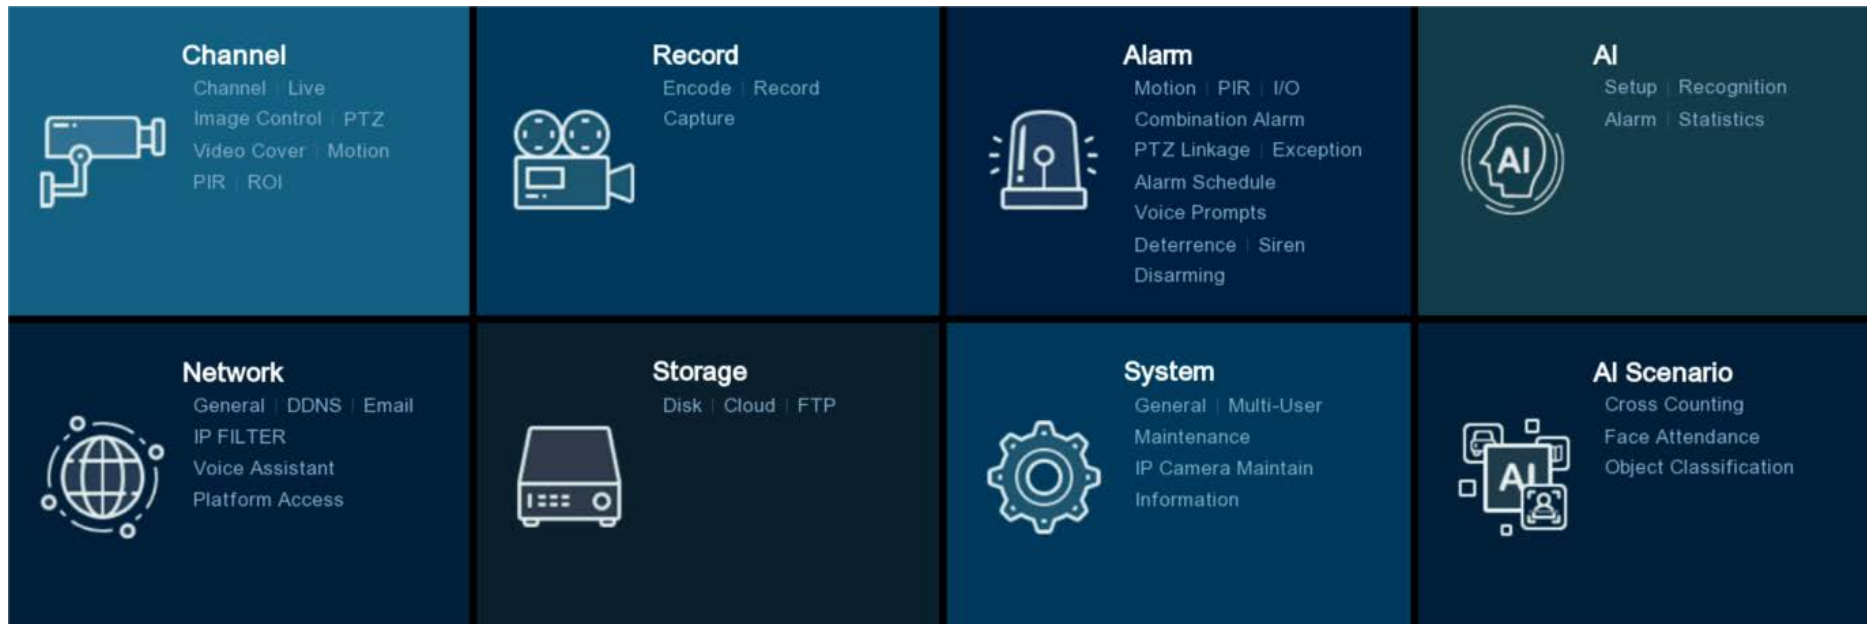 Channel
Channel | Live
Image Control | PTZ
Video Cover | Motion
PIR | ROI
Record
Encode | Record
Capture
Alarm
Motion | PIR | I/O
Combination Alarm
PTZ Linkage | Exception
Alarm Schedule
Voice Prompts
Deterrence | Siren
Disarming
AI
Setup | Recognition
Alarm | Statistics
AI
Network
General | DDNS | Email
IP FILTER
Voice Assistant
Platform Access
Storage
Disk | Cloud | FTP
System
General | Multi-User
Maintenance
IP Camera Maintain
Information
AI Scenario
Cross Counting
Face Attendance
Object Classification
AI